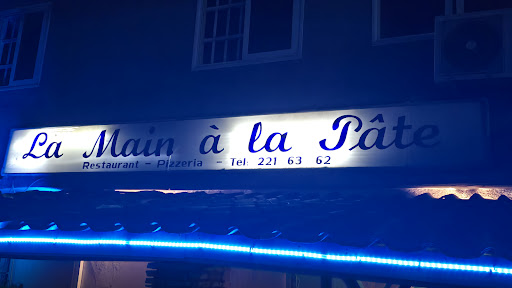 La Main à la Pâte
Restaurant - Pizzeria - Tel: 221 63 62